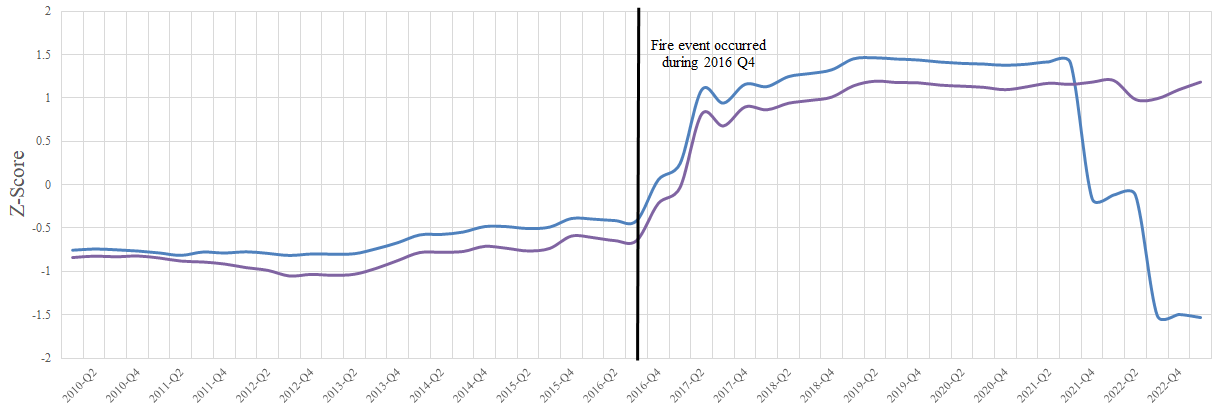 2
1.5
1
0.5
0
-0.5
-1
-1.5
-2
Z-Score
Fire event occurred
during 2016 Q4
2010-Q2
2010-Q4
2011-Q2
2011-Q4
2012-Q2
2012-Q4
2013-Q2
2013-Q4
2014-Q2
2014-Q4
2015-Q2
2015-Q4
2016-Q2
2016-Q4
2017-Q2
2017-Q4
2018-Q2
2018-Q4
2019-Q2
2019-Q4
2020-Q2
2020-Q4
2021-Q2
2021-Q4
2022-Q2
2022-Q4